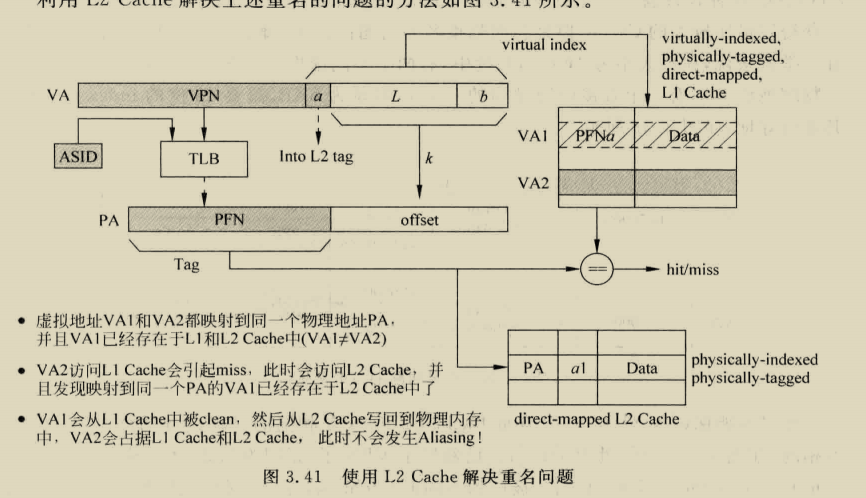 利用 L2 Cache 解决上述重名的问题的方法如图 3.41 所示。
virtual index
virtually-indexed,
physically-tagged,
direct-mapped,
L1 Cache
VA VPN a L b
VA1 PFNa Data
ASID TLB Into L2 tag k
VA2
PA PFN offset
Tag
== hit/miss
• 虚拟地址VA1和VA2都映射到同一个物理地址PA，
并且VA1已经存在于L1和L2 Cache中(VA1≠VA2)
• VA2访问L1 Cache会引起miss，此时会访问L2 Cache，并
且发现映射到同一个PA的VA1已经存在于L2 Cache中了
• VA1会从L1 Cache中被clean，然后从L2 Cache写回到物理内存
中，VA2会占据L1 Cache和L2 Cache， 此时不会发生Aliasing！
PA a1 Data
physically-indexed
physically-tagged
direct-mapped L2 Cache
图 3.41 使用 L2 Cache 解决重名问题